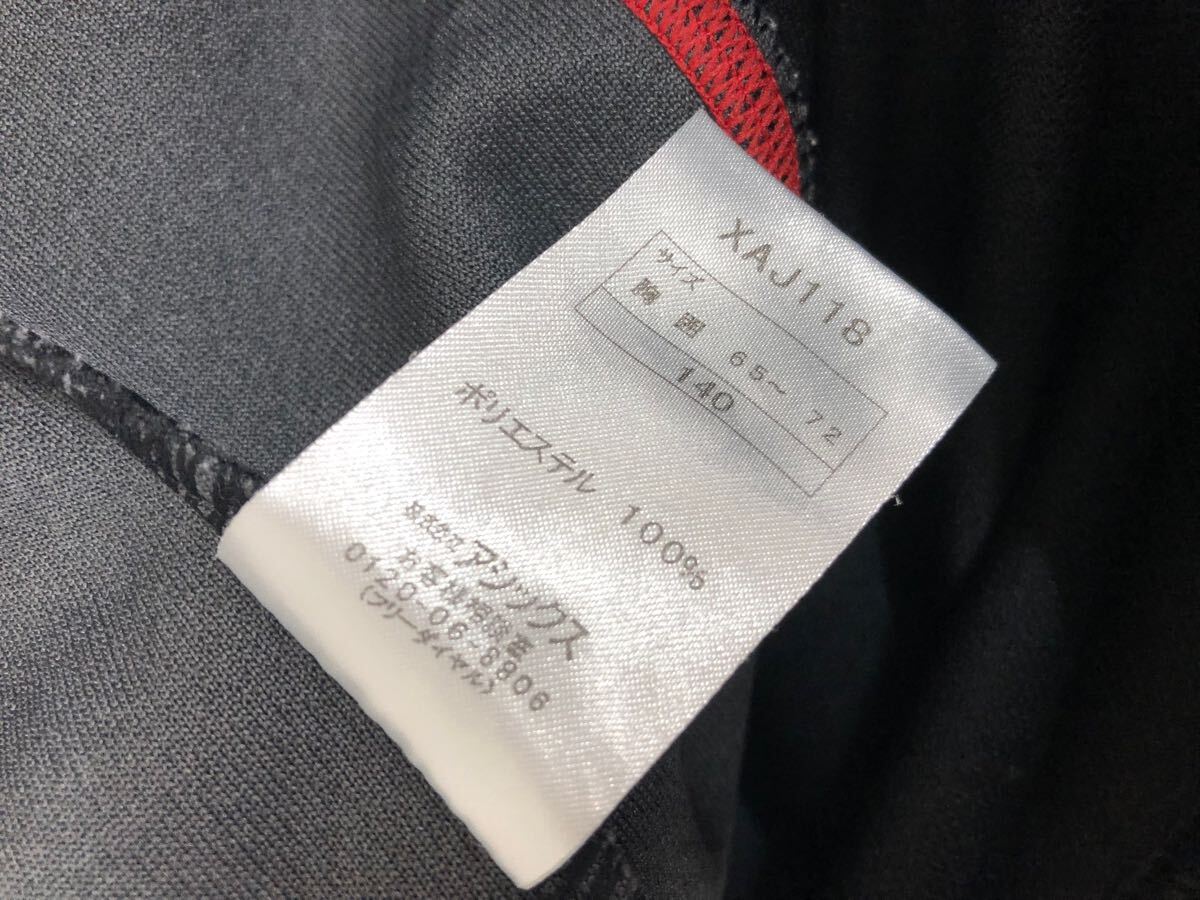 XAJ118
サイズ
胸囲 65〜72
140
ポリエステル 100%
株式会社 アシックス
お客様相談室
0120-06-8806
(フリーダイヤル)